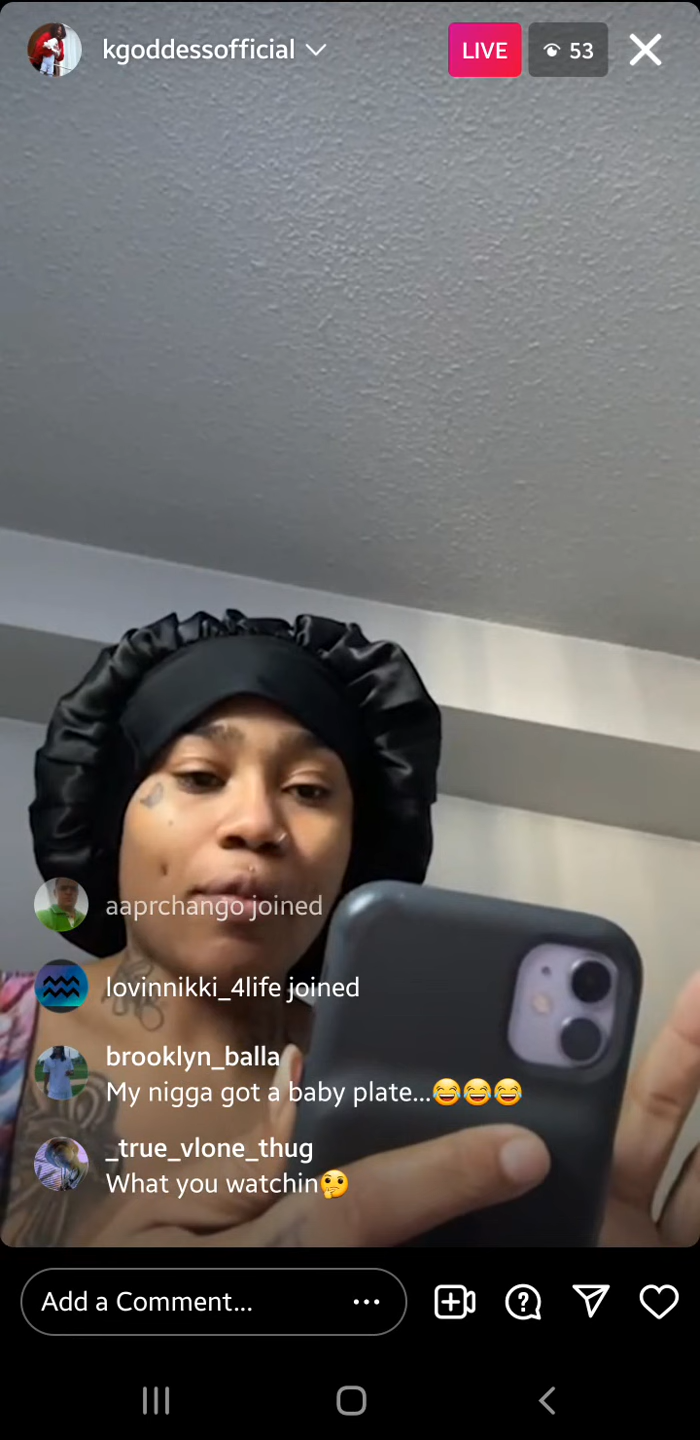 kgoddessofficial
LIVE
53
aaprchango joined
lovinnikki_4life joined
brooklyn_balla
My nigga got a baby plate...😂😂😂
_true_vlone_thug
What you watchin🤔
Add a Comment...